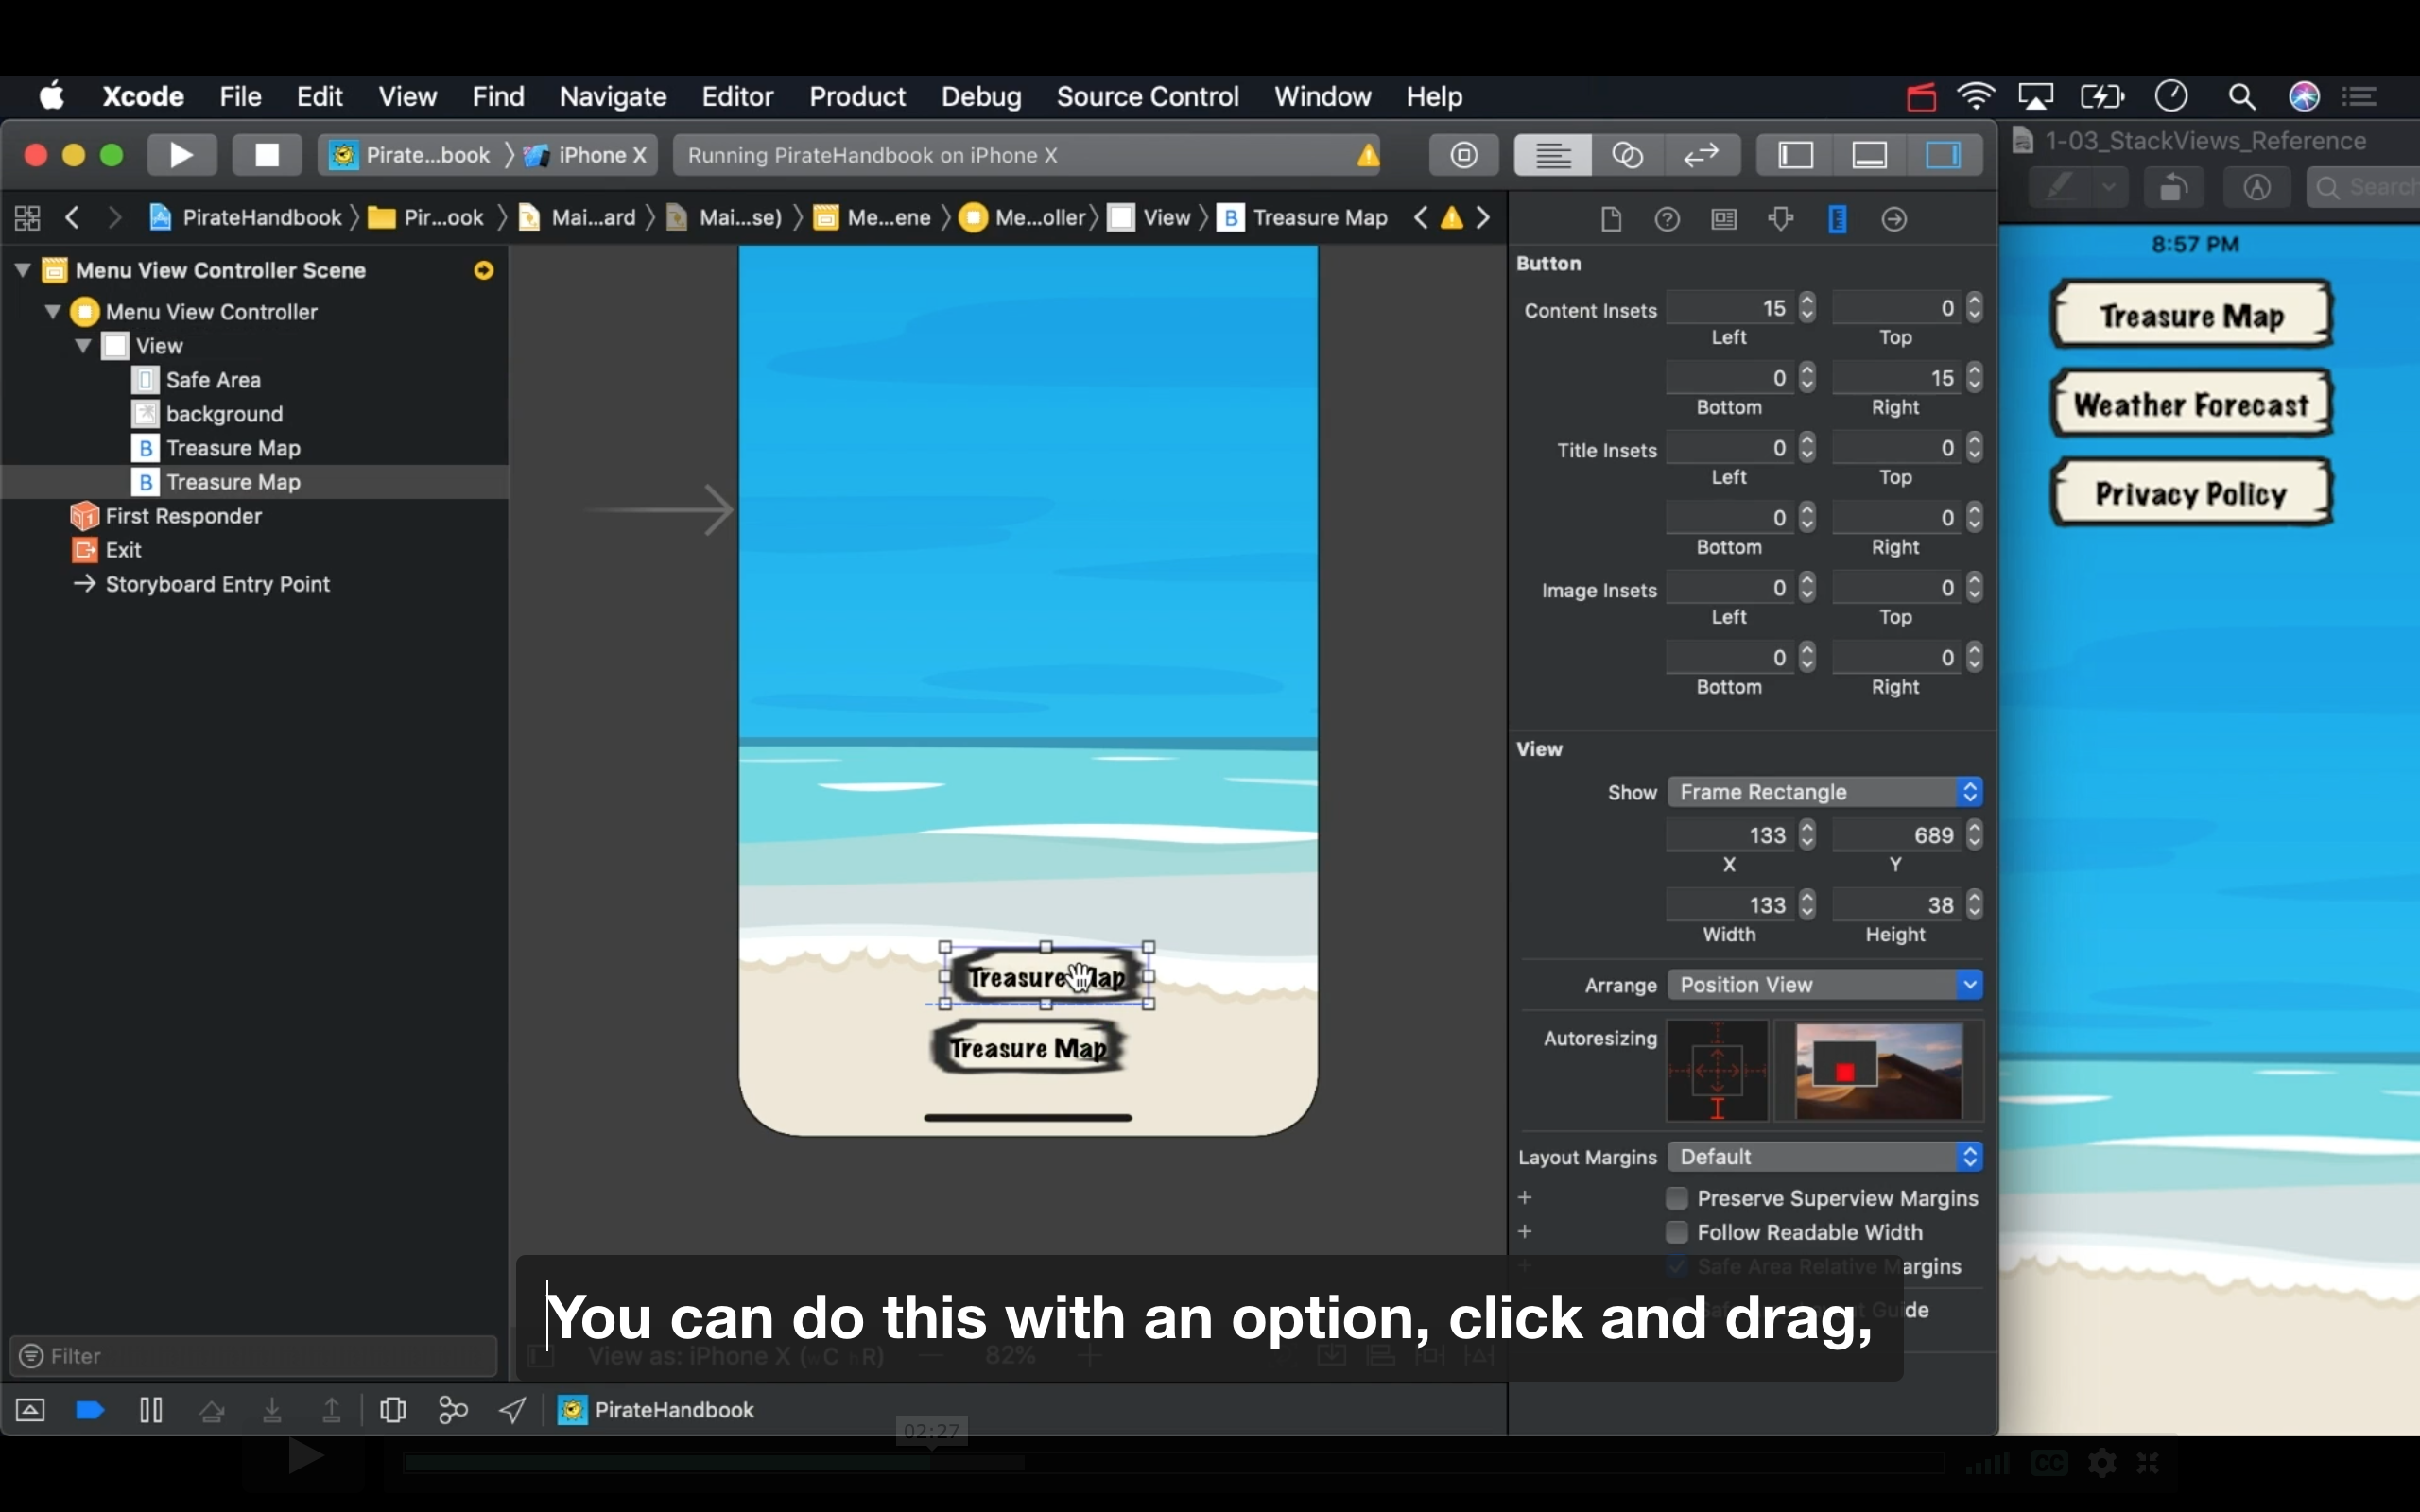 Xcode File Edit View Find Navigate Editor Product Debug Source Control Window Help
Pirate...book iPhone X
Running PirateHandbook on iPhone X
1-03_StackViews_Reference
Search
PirateHandbook Pir...ook Mai...ard Mai...se) Me...ene Me...oller View B Treasure Map
Menu View Controller Scene
Menu View Controller
View
Safe Area
background
B Treasure Map
B Treasure Map
First Responder
Exit
Storyboard Entry Point
Filter
Treasure Map
Treasure Map
Button
Content Insets 15 0
Left Top
0 15
Bottom Right
Title Insets 0 0
Left Top
0 0
Bottom Right
Image Insets 0 0
Left Top
0 0
Bottom Right
View
Show Frame Rectangle
133 689
X Y
133 38
Width Height
Arrange Position View
Autoresizing
Layout Margins Default
Preserve Superview Margins
Follow Readable Width
Safe Area Relative Margins
Guide
8:57 PM
Treasure Map
Weather Forecast
Privacy Policy
You can do this with an option, click and drag,
View as: iPhone X (wC hR) 82%
PirateHandbook
02:27
CC